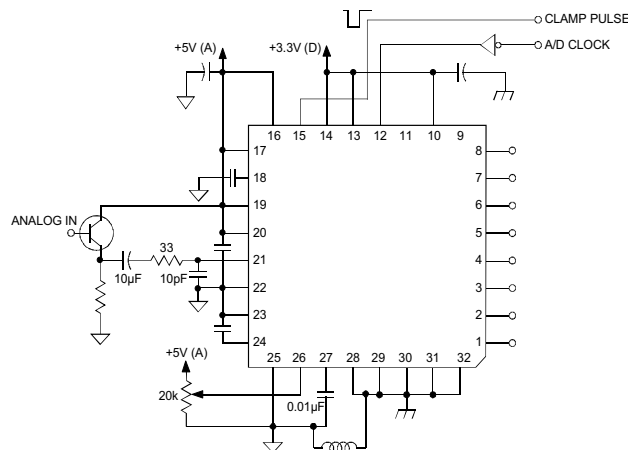 CLAMP PULSE
+5V (A)
+3.3V (D)
A/D CLOCK
16 15 14 13 12 11 10 9
17
18
19
20
21
22
23
24
8
7
6
5
4
3
2
1
ANALOG IN
33
10µF
10pF
25 26 27 28 29 30 31 32
+5V (A)
20k
0.01µF